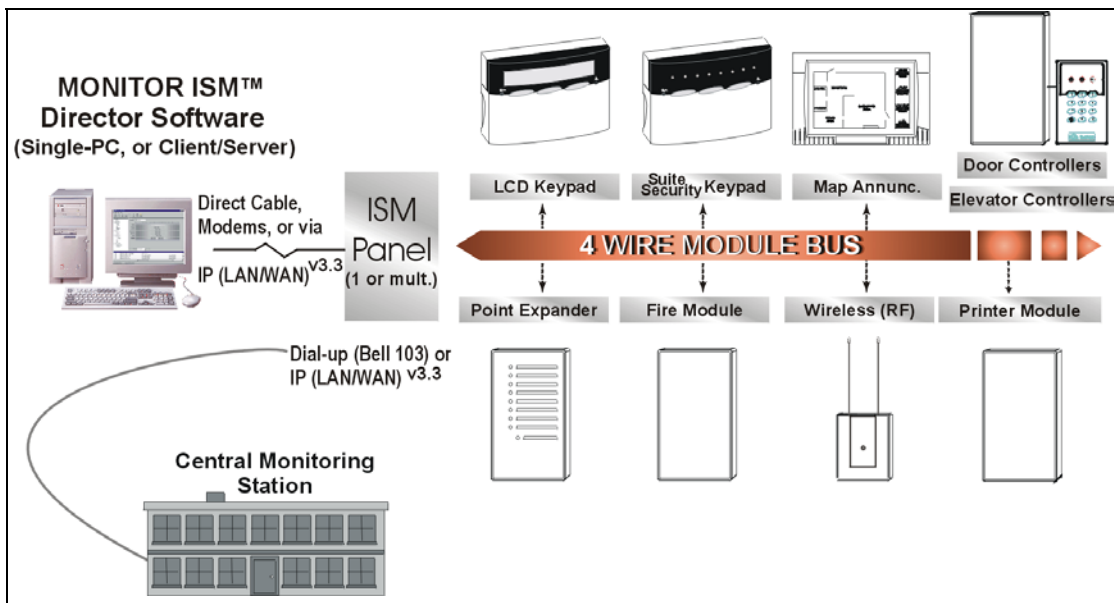 MONITOR ISM™
Director Software
(Single-PC, or Client/Server)
Direct Cable,
Modems, or via
IP (LAN/WAN) v3.3
ISM
Panel
(1 or mult.)
LCD Keypad
Suite Security Keypad
Map Annunc.
Door Controllers
Elevator Controllers
4 WIRE MODULE BUS
Point Expander
Fire Module
Wireless (RF)
Printer Module
Dial-up (Bell 103) or
IP (LAN/WAN) v3.3
Central Monitoring
Station